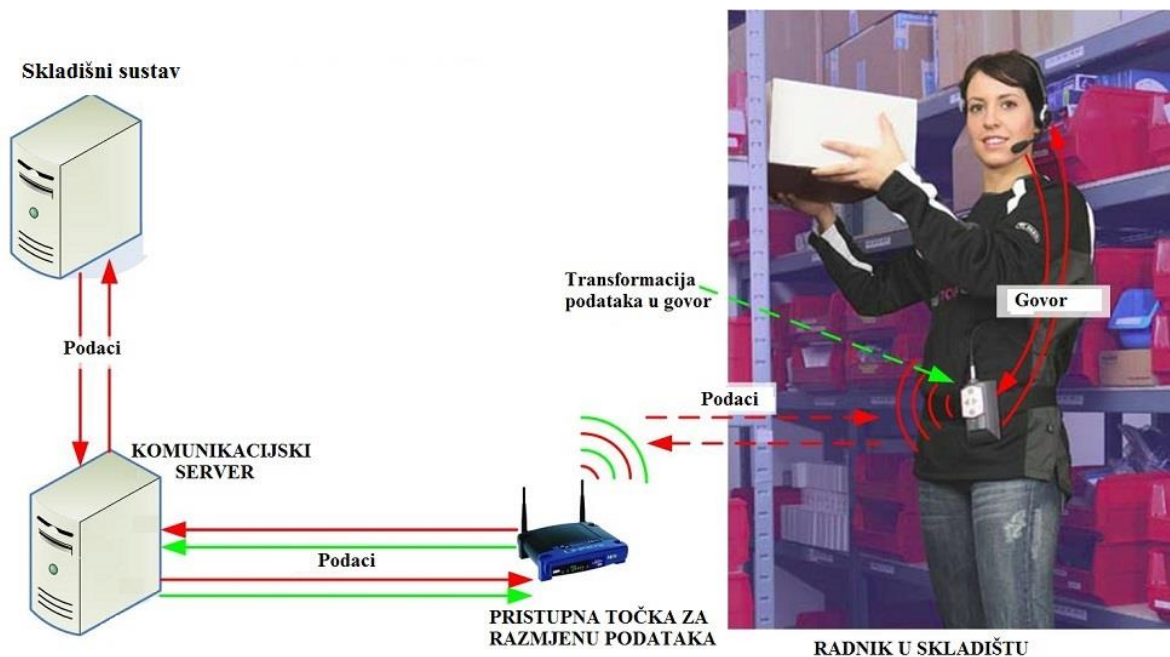 Skladišni sustav
Podaci
KOMUNIKACIJSKI
SERVER
Podaci
PRISTUPNA TOČKA ZA
RAZMJENU PODATAKA
Podaci
Transformacija
podataka u govor
Govor
RADNIK U SKLADIŠTU